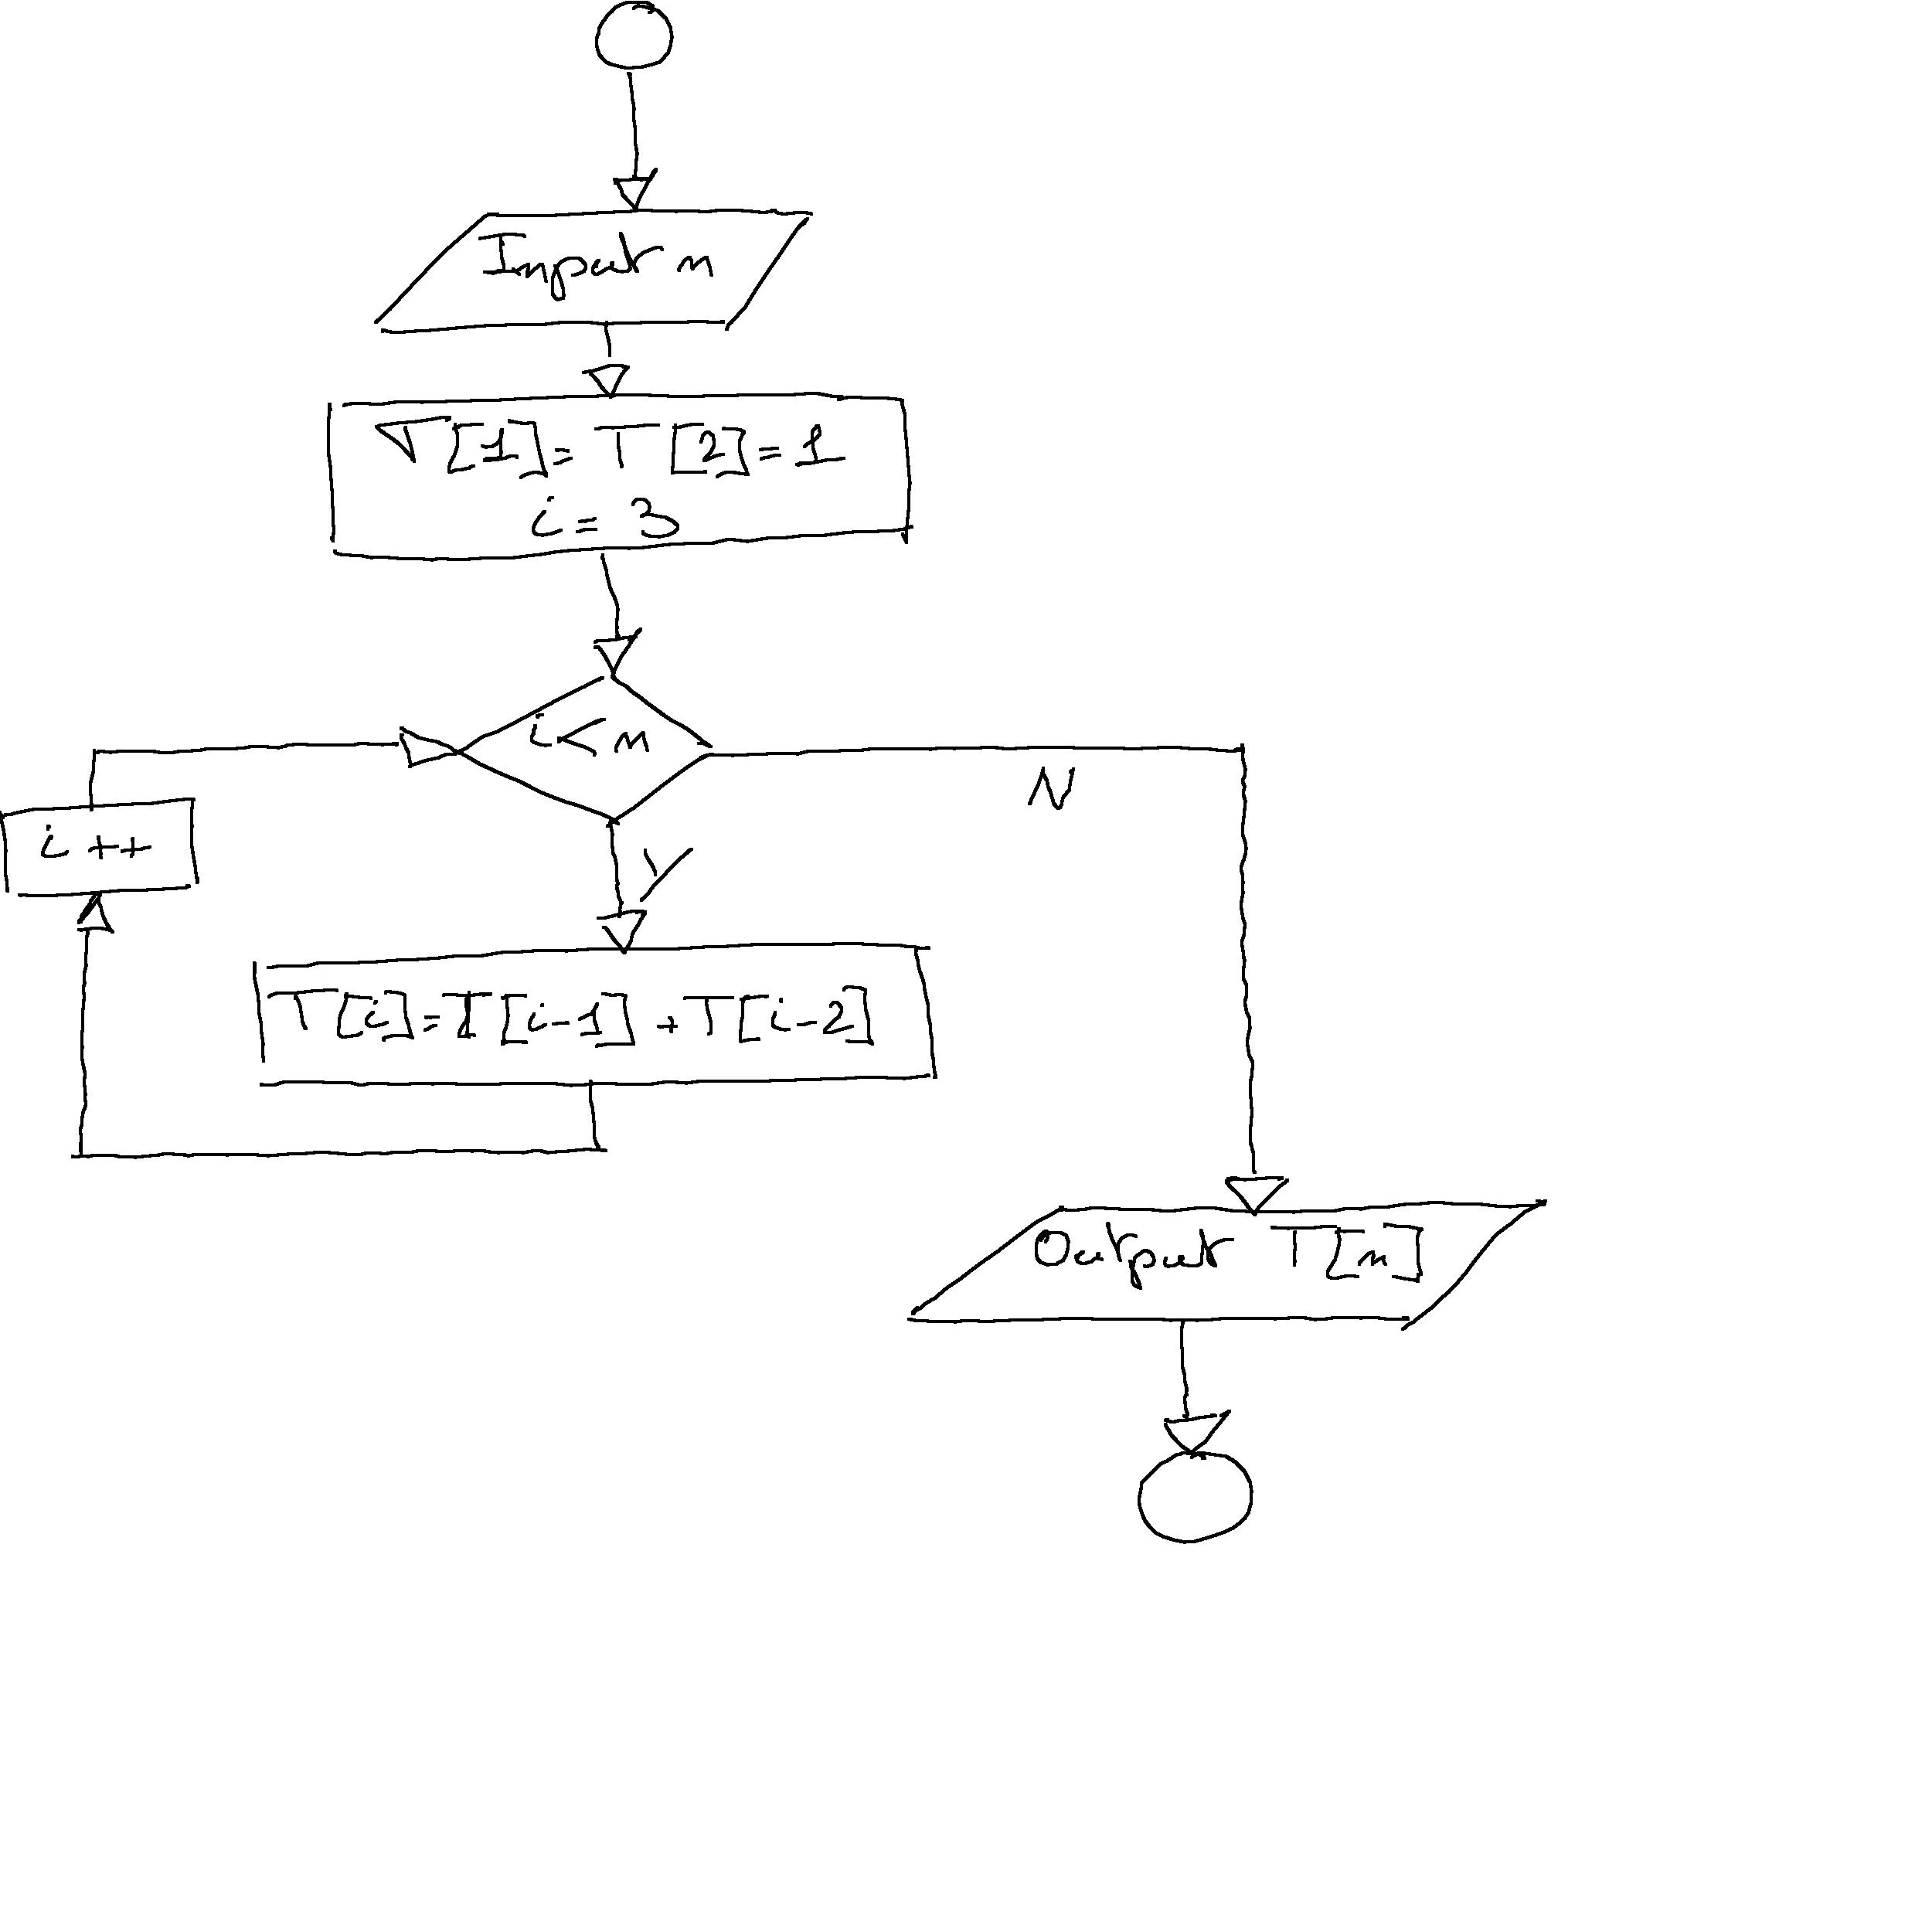 Input n
T[1]= T[2]=1
i= 3
i<n
N
i ++
Y
T[i]=T[i-1] +T[i-2]
Output T[n]